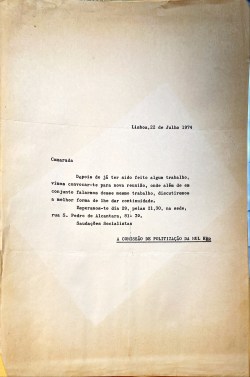 Lisboa,22 de Julho 1974
Camarada
Depois de já ter sido feito algum trabalho,
vimos convocar-te para nova reunião, onde além de em
conjunto falarmos desse mesmo trabalho, discutiremos
a melhor forma de lhe dar continuidade.
Esperamos-te dia 29, pelas 21,30, na sede,
rua S. Pedro de Alcantara, 81- 3º.
Saudações Socialistas
A COMISSÃO DE POLITIZAÇÃO DA